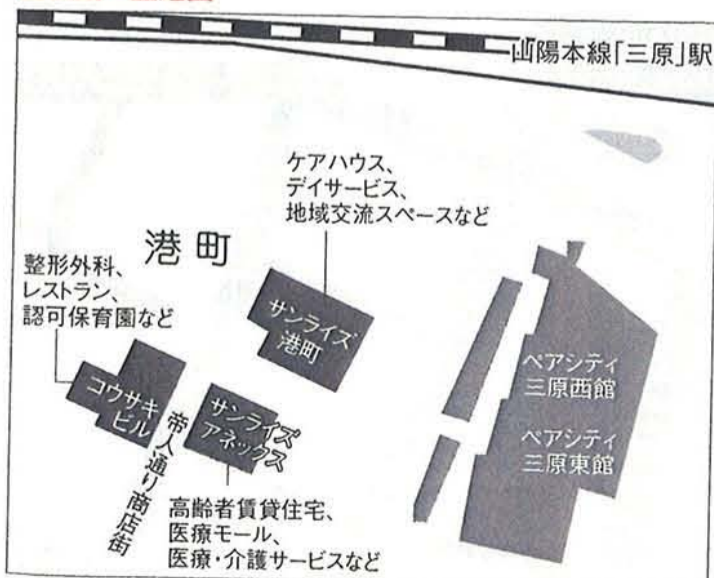 山陽本線「三原」駅
ケアハウス、
デイサービス、
地域交流スペースなど
港町
整形外科、
レストラン、
認可保育園など
サンライズ
港町
コウサキ
ビル
サンライズ
アネックス
帝人通り商店街
ペアシティ
三原西館
ペアシティ
三原東館
高齢者賃貸住宅、
医療モール、
医療・介護サービスなど